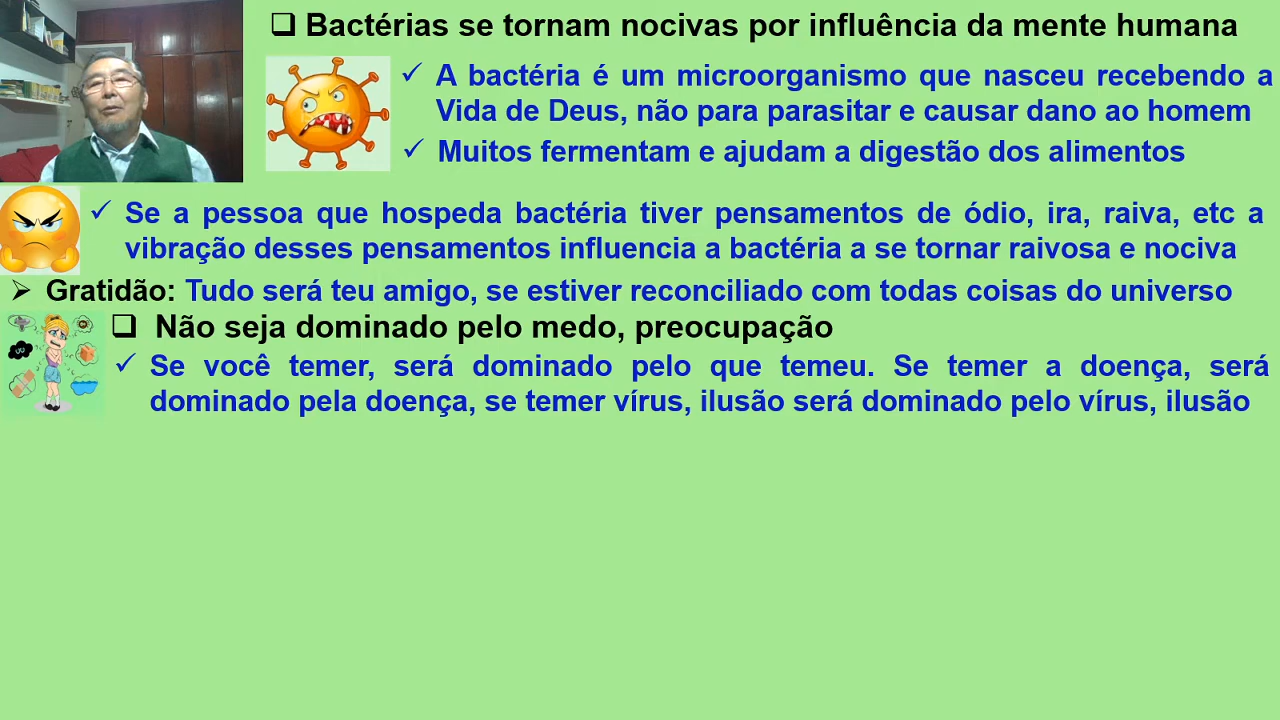 Bactérias se tornam nocivas por influência da mente humana
A bactéria é um microorganismo que nasceu recebendo a
Vida de Deus, não para parasitar e causar dano ao homem
Muitos fermentam e ajudam a digestão dos alimentos
Se a pessoa que hospeda bactéria tiver pensamentos de ódio, ira, raiva, etc a
vibração desses pensamentos influencia a bactéria a se tornar raivosa e nociva
Gratidão: Tudo será teu amigo, se estiver reconciliado com todas coisas do universo
Não seja dominado pelo medo, preocupação
Se você temer, será dominado pelo que temeu. Se temer a doença, será
dominado pela doença, se temer vírus, ilusão será dominado pelo vírus, ilusão